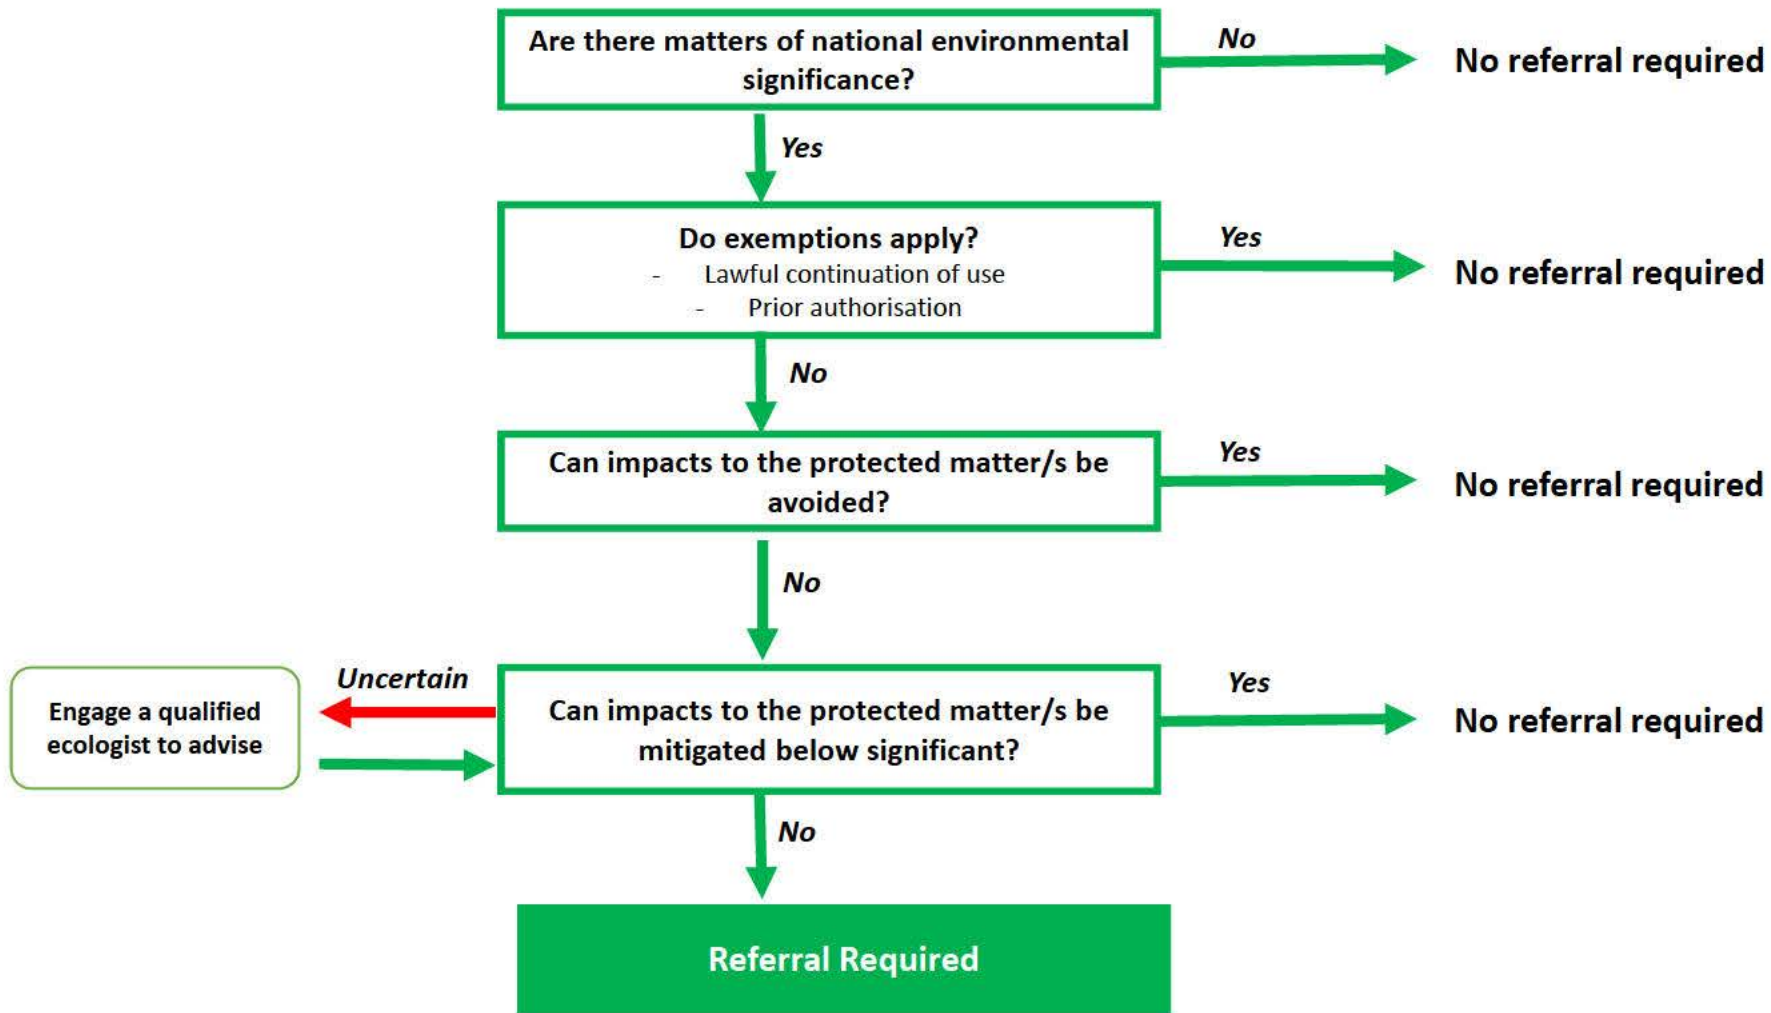 Are there matters of national environmental
significance?
No
No referral required
Yes
Do exemptions apply?
- Lawful continuation of use
- Prior authorisation
Yes
No referral required
No
Can impacts to the protected matter/s be
avoided?
Yes
No referral required
No
Engage a qualified
ecologist to advise
Uncertain
Can impacts to the protected matter/s be
mitigated below significant?
Yes
No referral required
No
Referral Required